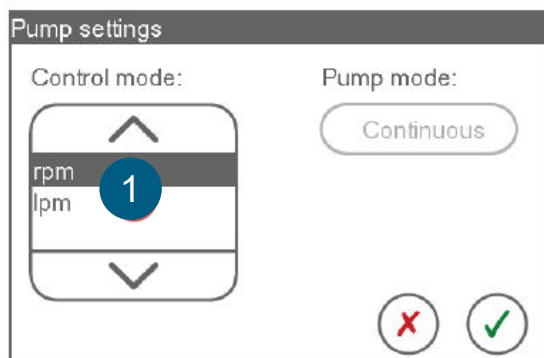 Pump settings
Control mode:
Pump mode:
Continuous
rpm
1
lpm